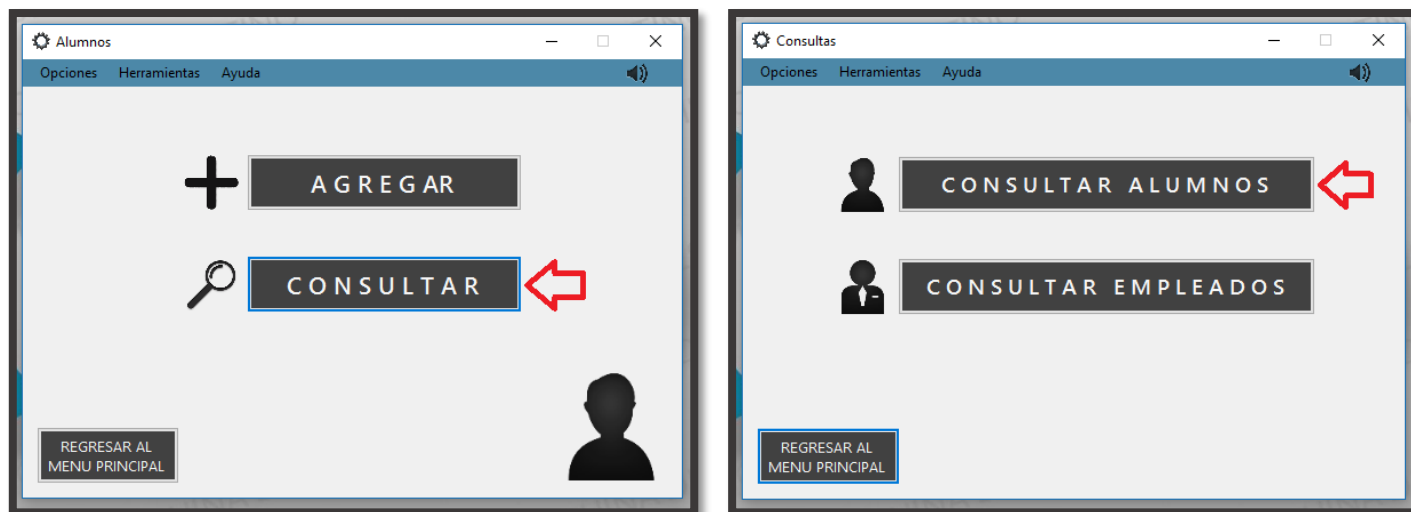 Alumnos
Opciones Herramientas Ayuda
AGREGAR
CONSULTAR
REGRESAR AL
MENU PRINCIPAL
Consultas
Opciones Herramientas Ayuda
CONSULTAR ALUMNOS
CONSULTAR EMPLEADOS
REGRESAR AL
MENU PRINCIPAL